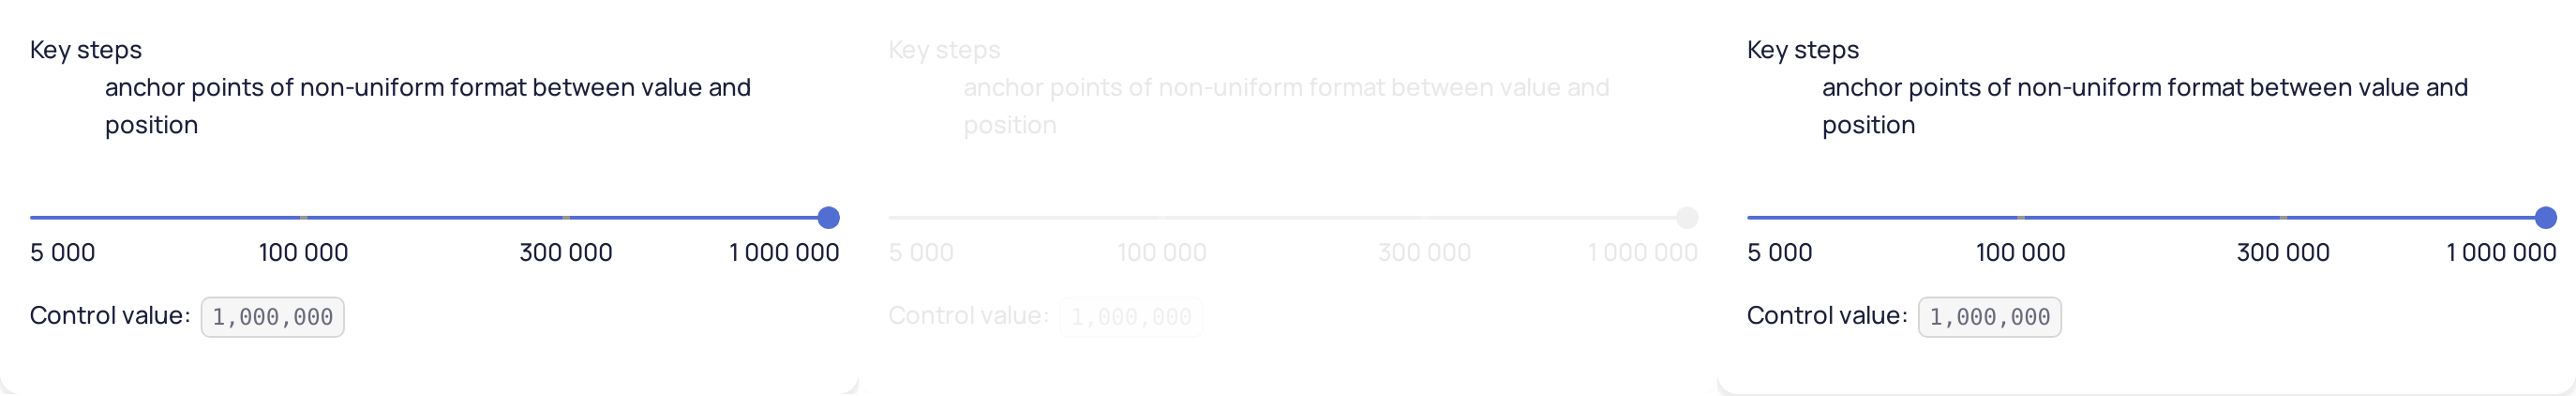 Key steps
anchor points of non-uniform format between value and
position
5 000 100 000 300 000 1 000 000
Control value: 1,000,000
Key steps
anchor points of non-uniform format between value and
position
5 000 100 000 300 000 1 000 000
Control value: 1,000,000
Key steps
anchor points of non-uniform format between value and
position
5 000 100 000 300 000 1 000 000
Control value: 1,000,000